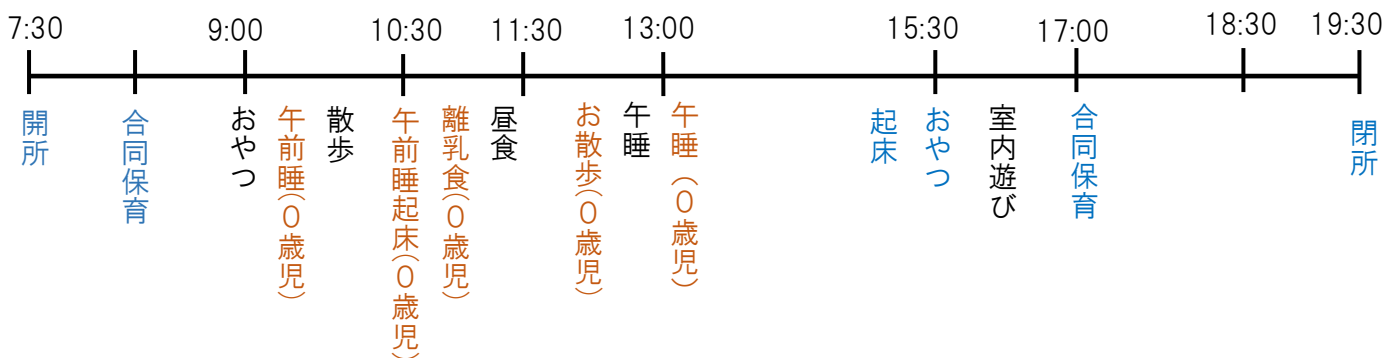 7:30
9:00
10:30
11:30
13:00
15:30
17:00
18:30
19:30
開所
合同保育
おやつ
午前睡(0歳児)
散歩
午前睡起床(0歳児)
離乳食(0歳児)
昼食
お散歩(0歳児)
午睡
午睡(0歳児)
起床
おやつ
室内遊び
合同保育
閉所